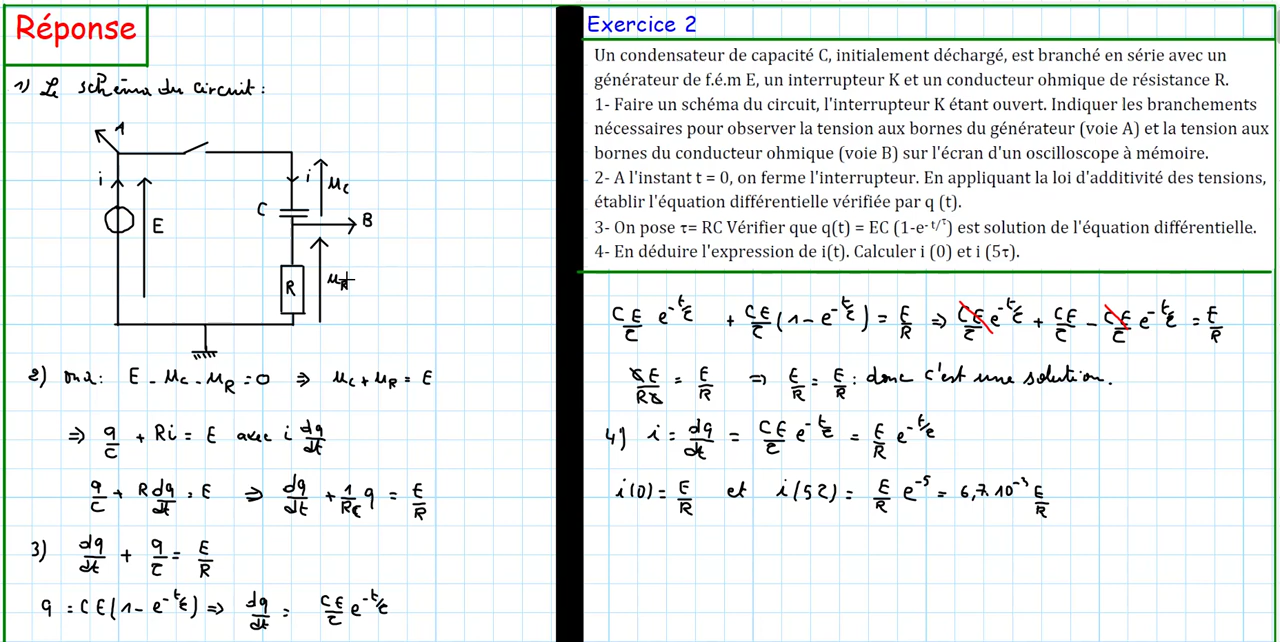 Réponse
1) Le schéma du circuit :
A
i
E
C
i
uC
B
R
uR
2) on a : E - uC - uR = 0 ⇒ uC + uR = E
⇒ q/C + Ri = E avec i dq/dt
q/C + R dq/dt = E ⇒ dq/dt + 1/RC q = E/R
3) dq/dt + q/τ = E/R
q = CE(1 - e^-t/τ) ⇒ dq/dt = CE/τ e^-t/τ
Exercice 2
Un condensateur de capacité C, initialement déchargé, est branché en série avec un
générateur de f.é.m E, un interrupteur K et un conducteur ohmique de résistance R.
1- Faire un schéma du circuit, l'interrupteur K étant ouvert. Indiquer les branchements
nécessaires pour observer la tension aux bornes du générateur (voie A) et la tension aux
bornes du conducteur ohmique (voie B) sur l'écran d'un oscilloscope à mémoire.
2- A l'instant t = 0, on ferme l'interrupteur. En appliquant la loi d'additivité des tensions,
établir l'équation différentielle vérifiée par q (t).
3- On pose τ= RC Vérifier que q(t) = EC (1-e^-t/τ) est solution de l'équation différentielle.
4- En déduire l'expression de i(t). Calculer i (0) et i (5τ).
CE/τ e^-t/τ + CE/τ (1 - e^-t/τ) = E/R ⇒ CE/τ e^-t/τ + CE/τ - CE/τ e^-t/τ = E/R
CE/RC = E/R ⇒ E/R = E/R : donc c'est une solution.
4) i = dq/dt = CE/τ e^-t/τ = E/R e^-t/τ
i(0) = E/R et i(5τ) = E/R e^-5 = 6,7.10^-3 E/R